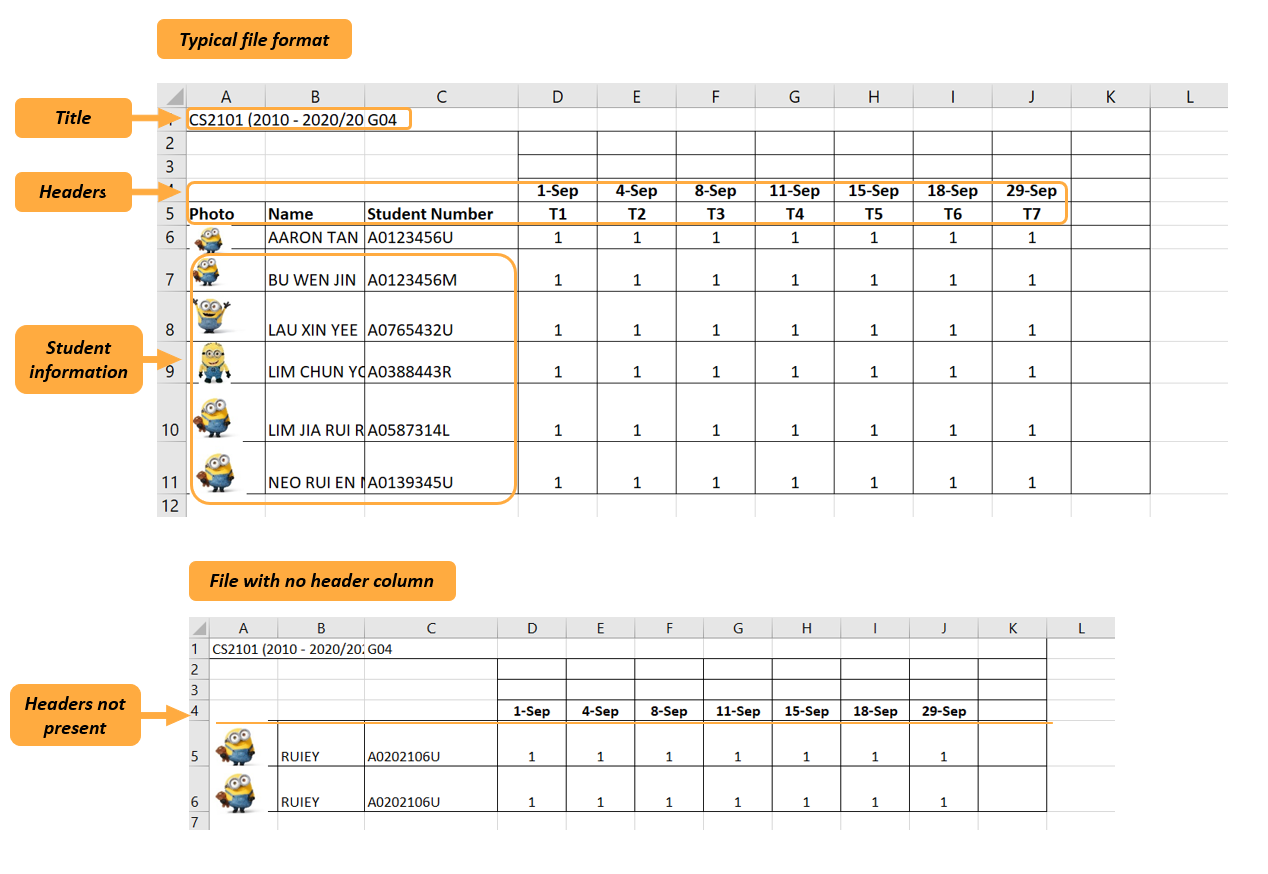 Typical file format
A B C D E F G H I J K L
Title
1 CS2101 (2010 - 2020/20 G04
2
3
Headers
4 1-Sep 4-Sep 8-Sep 11-Sep 15-Sep 18-Sep 29-Sep
5 Photo Name Student Number T1 T2 T3 T4 T5 T6 T7
6 AARON TAN A0123456U 1 1 1 1 1 1 1
7 BU WEN JIN A0123456M 1 1 1 1 1 1 1
8 LAU XIN YEE A0765432U 1 1 1 1 1 1 1
Student
information
9 LIM CHUN YO A0388443R 1 1 1 1 1 1 1
10 LIM JIA RUI R A0587314L 1 1 1 1 1 1 1
11 NEO RUI EN A0139345U 1 1 1 1 1 1 1
12
File with no header column
A B C D E F G H I J K L
1 CS2101 (2010 - 2020/20 G04
2
3
Headers not
present
4 1-Sep 4-Sep 8-Sep 11-Sep 15-Sep 18-Sep 29-Sep
5 RUIEY A0202106U 1 1 1 1 1 1 1
6 RUIEY A0202106U 1 1 1 1 1 1 1
7